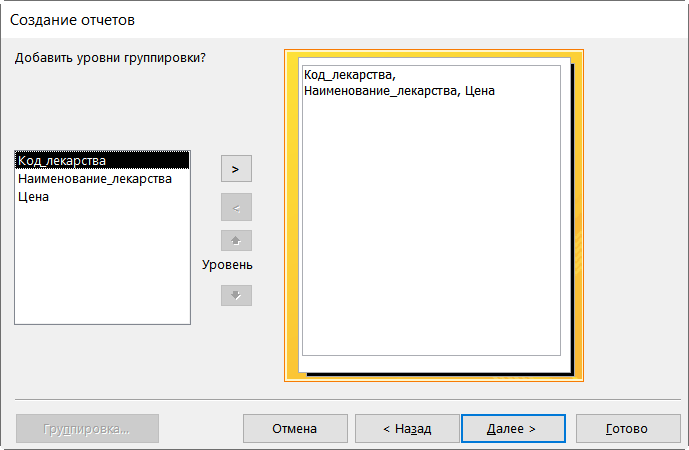 Создание отчетов
Добавить уровни группировки?
Код_лекарства,
Наименование_лекарства, Цена
Код_лекарства
Наименование_лекарства
Цена
>
<
Уровень
Группировка...
Отмена
< Назад
Далее >
Готово